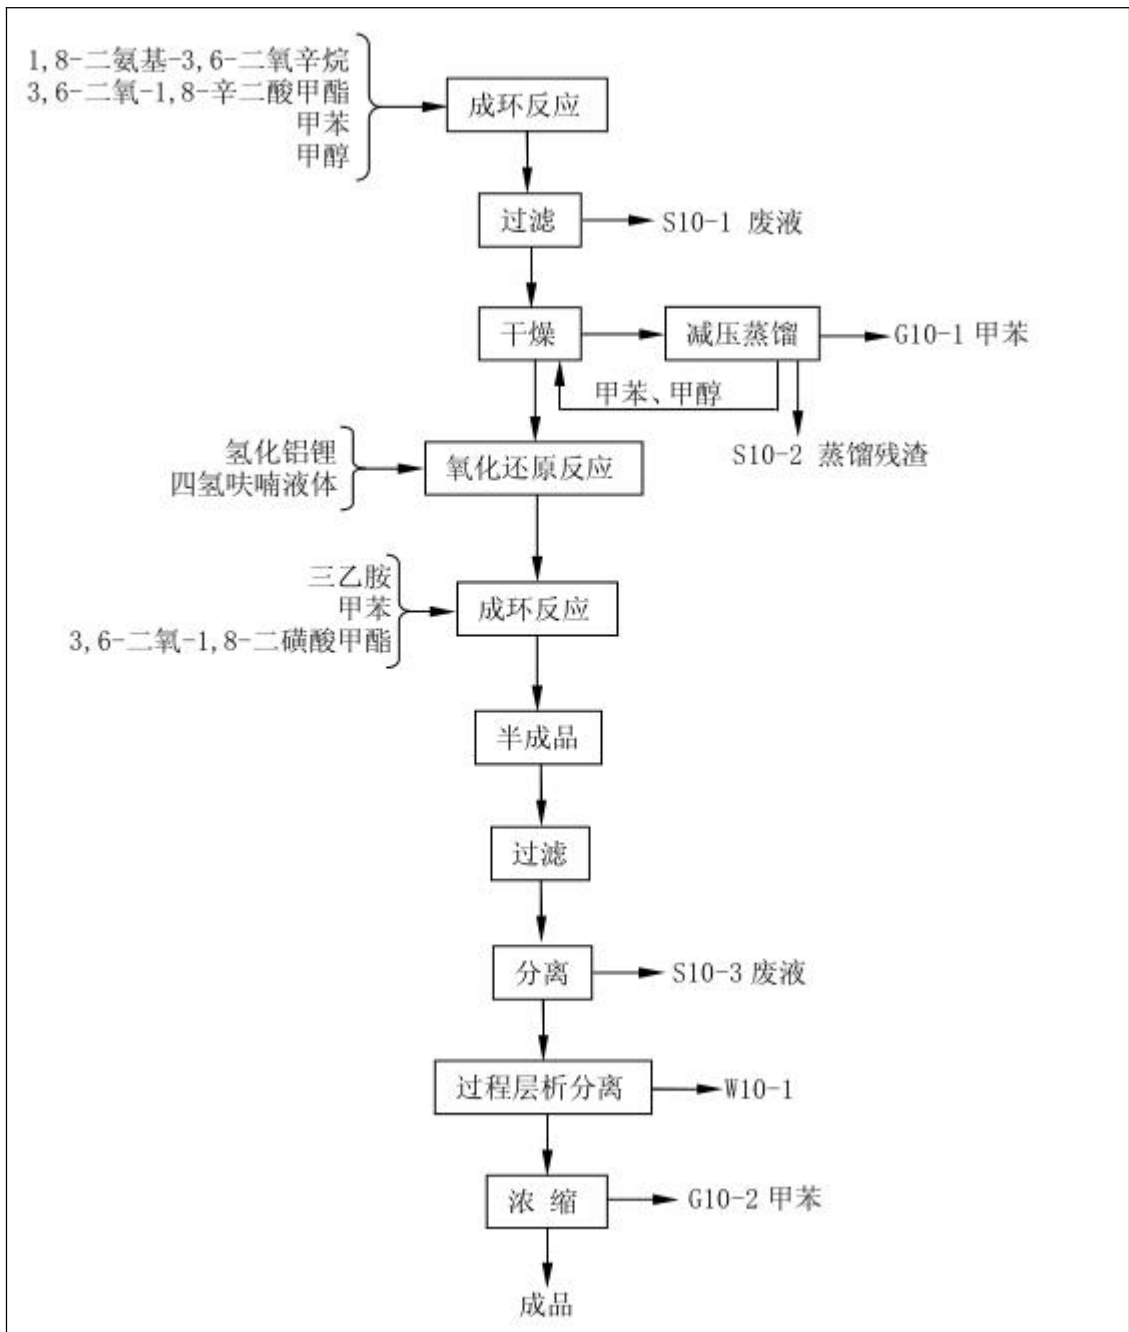 1,8-二氨基-3,6-二氧辛烷
3,6-二氧-1,8-辛二酸甲酯
甲苯
甲醇
成环反应
过滤
S10-1 废液
干燥
减压蒸馏
G10-1 甲苯
甲苯、甲醇
S10-2 蒸馏残渣
氢化铝锂
四氢呋喃液体
氧化还原反应
三乙胺
甲苯
3,6-二氧-1,8-二磺酸甲酯
成环反应
半成品
过滤
分离
S10-3 废液
过程层析分离
W10-1
浓 缩
G10-2 甲苯
成品